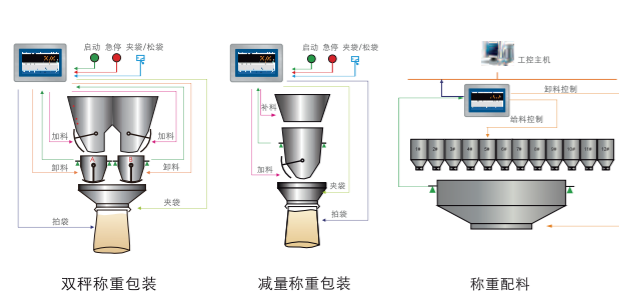 启动 急停 夹袋/松袋
加料 加料
卸料 A B 卸料
夹袋
拍袋
双秤称重包装
启动 急停 夹袋/松袋
补料
加料
夹袋
拍袋
减量称重包装
工控主机
卸料控制
给料控制
1# 2# 3# 4# 5# 6# 7# 8# 9# 10# 11# 12#
称重配料